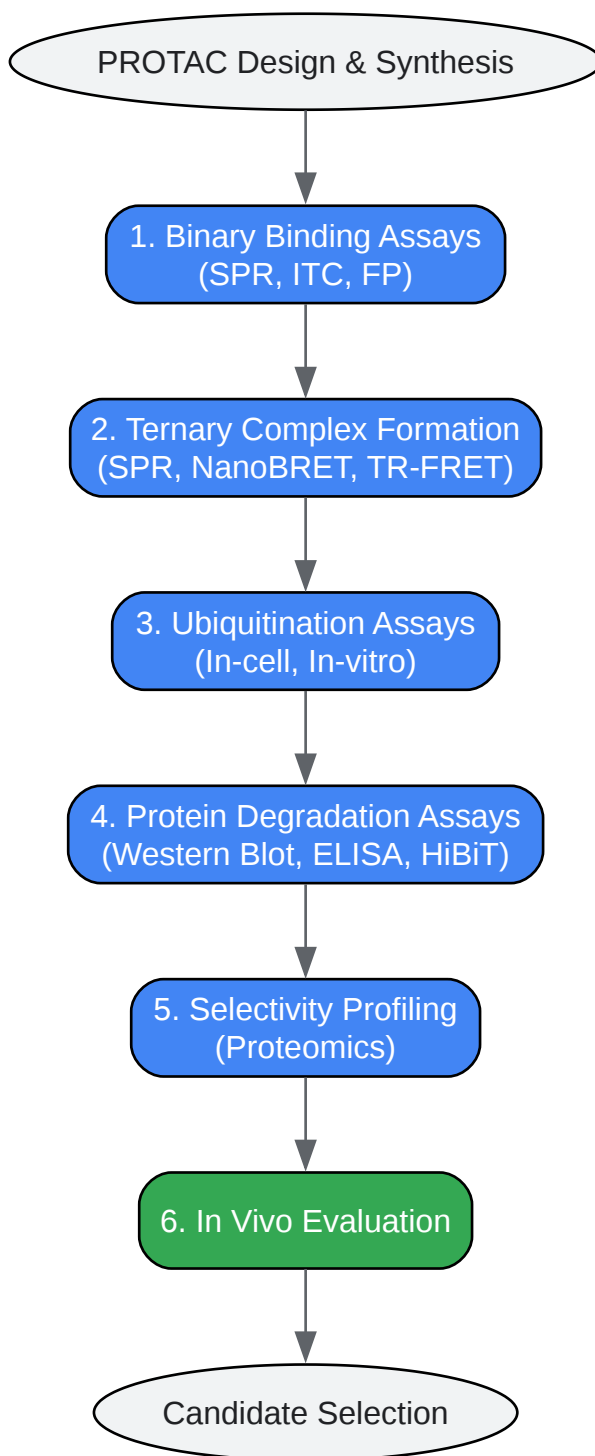 PROTAC Design & Synthesis
1. Binary Binding Assays
(SPR, ITC, FP)
2. Ternary Complex Formation
(SPR, NanoBRET, TR-FRET)
3. Ubiquitination Assays
(In-cell, In-vitro)
4. Protein Degradation Assays
(Western Blot, ELISA, HiBiT)
5. Selectivity Profiling
(Proteomics)
6. In Vivo Evaluation
Candidate Selection